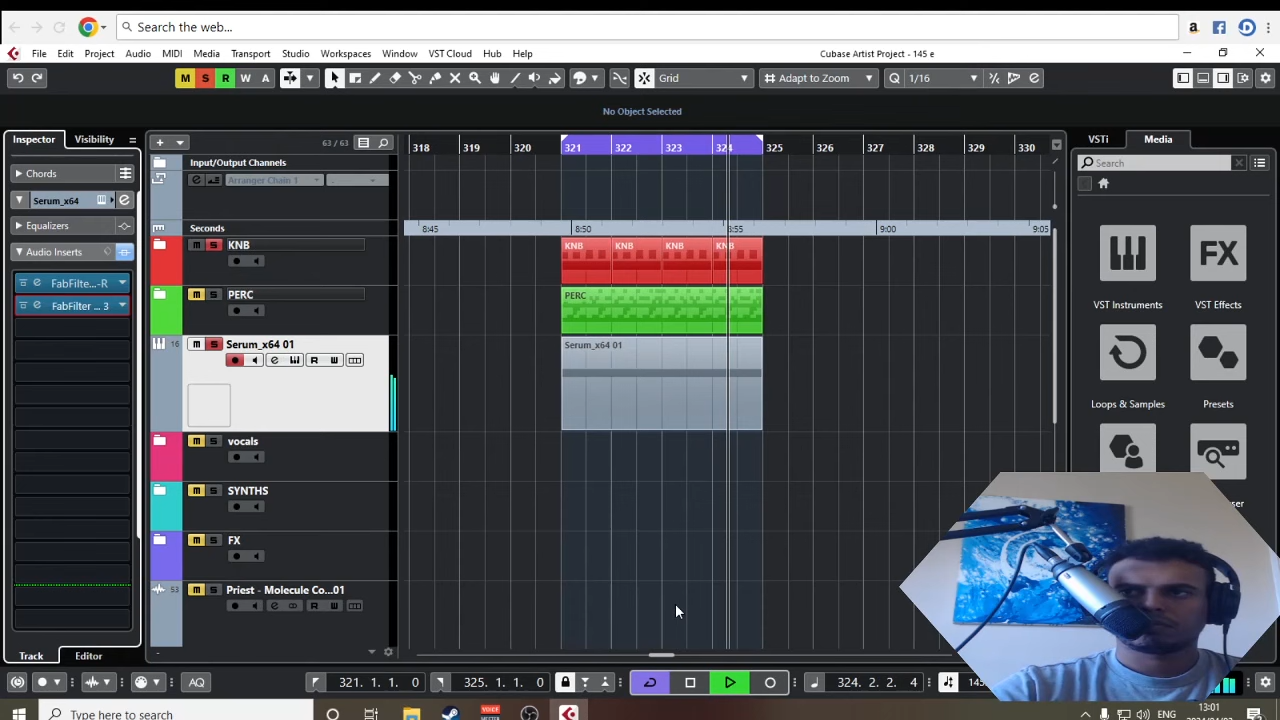 Search the web...
File Edit Project Audio MIDI Media Transport Studio Workspaces Window VST Cloud Hub Help
Cubase Artist Project - 145 e
M S R W A
Grid
Adapt to Zoom
Q 1/16
No Object Selected
Inspector Visibility
63 / 63
318 319 320 321 322 323 324 325 326 327 328 329 330
VSTi Media
Input/Output Channels
Search
Chords
Arranger Chain 1
Serum_x64
Equalizers
Seconds
8:45 8:50 8:55 9:00 9:05
Audio Inserts
m S KNB
KNB KNB KNB KNB
FabFilte...-R
FabFilter ... 3
m S PERC
PERC
VST Instruments VST Effects
16 m S Serum_x64 01
R W
Serum_x64 01
Loops & Samples Presets
m S vocals
m S SYNTHS
m S FX
53 m S Priest - Molecule Co...01
R W
Track Editor
AQ
321. 1. 1. 0
325. 1. 1. 0
324. 2. 2. 4
13:01
Type here to search
VOICE
ENG